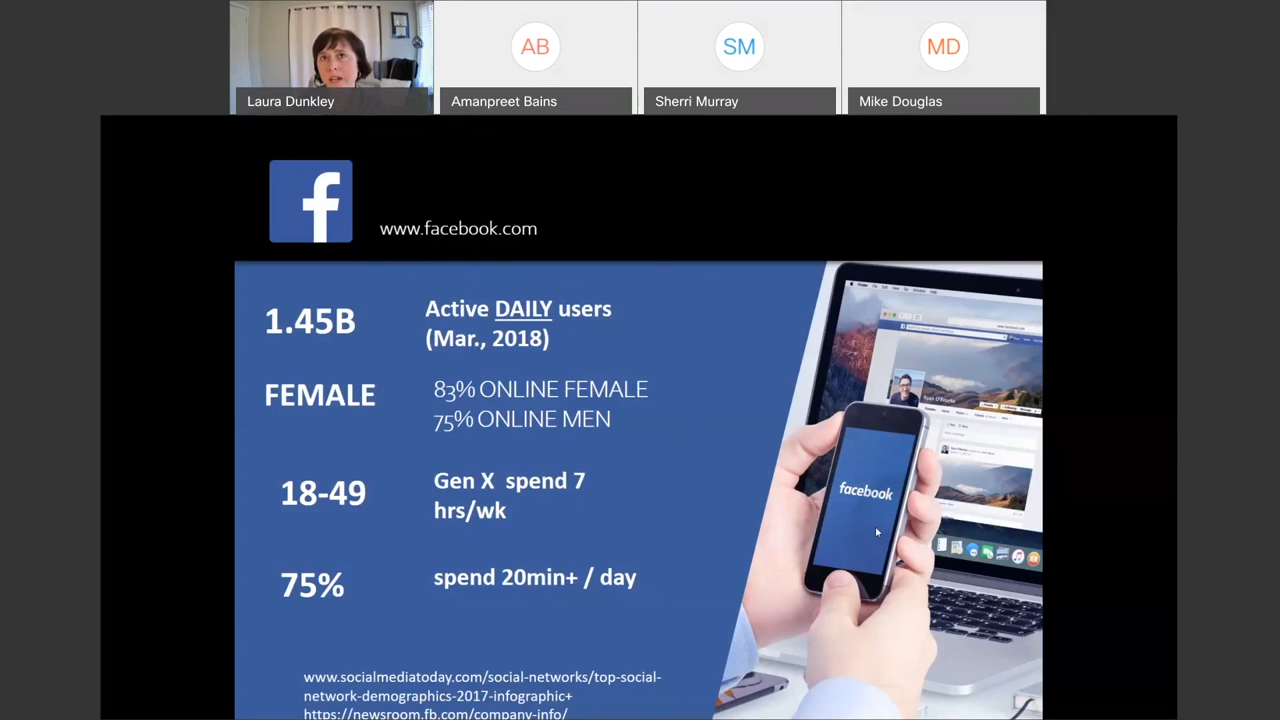 AB
SM
MD
Laura Dunkley
Amanpreet Bains
Sherri Murray
Mike Douglas
f
www.facebook.com
1.45B
Active DAILY users
(Mar., 2018)
FEMALE
83% ONLINE FEMALE
75% ONLINE MEN
18-49
Gen X spend 7
hrs/wk
75%
spend 20min+ / day
www.socialmediatoday.com/social-networks/top-social-
network-demographics-2017-infographic+
https://newsroom.fb.com/company-info/
Ryan O'Rourke
facebook